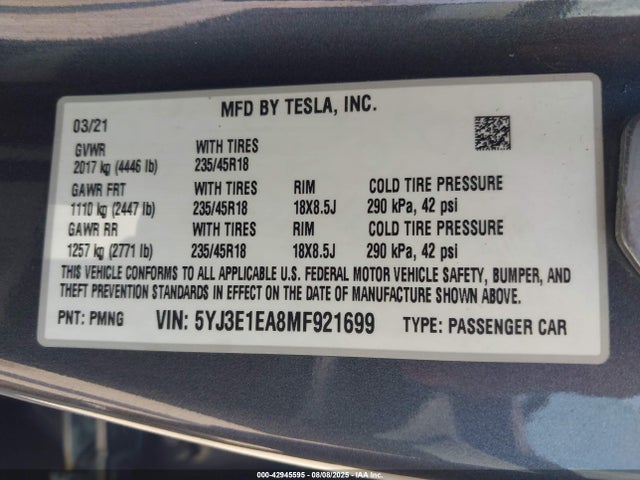 MFD BY TESLA, INC.
03/21
GVWR WITH TIRES
2017 kg (4446 lb) 235/45R18
GAWR FRT WITH TIRES RIM COLD TIRE PRESSURE
1110 kg (2447 lb) 235/45R18 18X8.5J 290 kPa, 42 psi
GAWR RR WITH TIRES RIM COLD TIRE PRESSURE
1257 kg (2771 lb) 235/45R18 18X8.5J 290 kPa, 42 psi
THIS VEHICLE CONFORMS TO ALL APPLICABLE U.S. FEDERAL MOTOR VEHICLE SAFETY, BUMPER, AND
THEFT PREVENTION STANDARDS IN EFFECT ON THE DATE OF MANUFACTURE SHOWN ABOVE.
PNT: PMNG VIN: 5YJ3E1EA8MF921699 TYPE: PASSENGER CAR
000-42945595 - 08/08/2025 - IAAI.COM